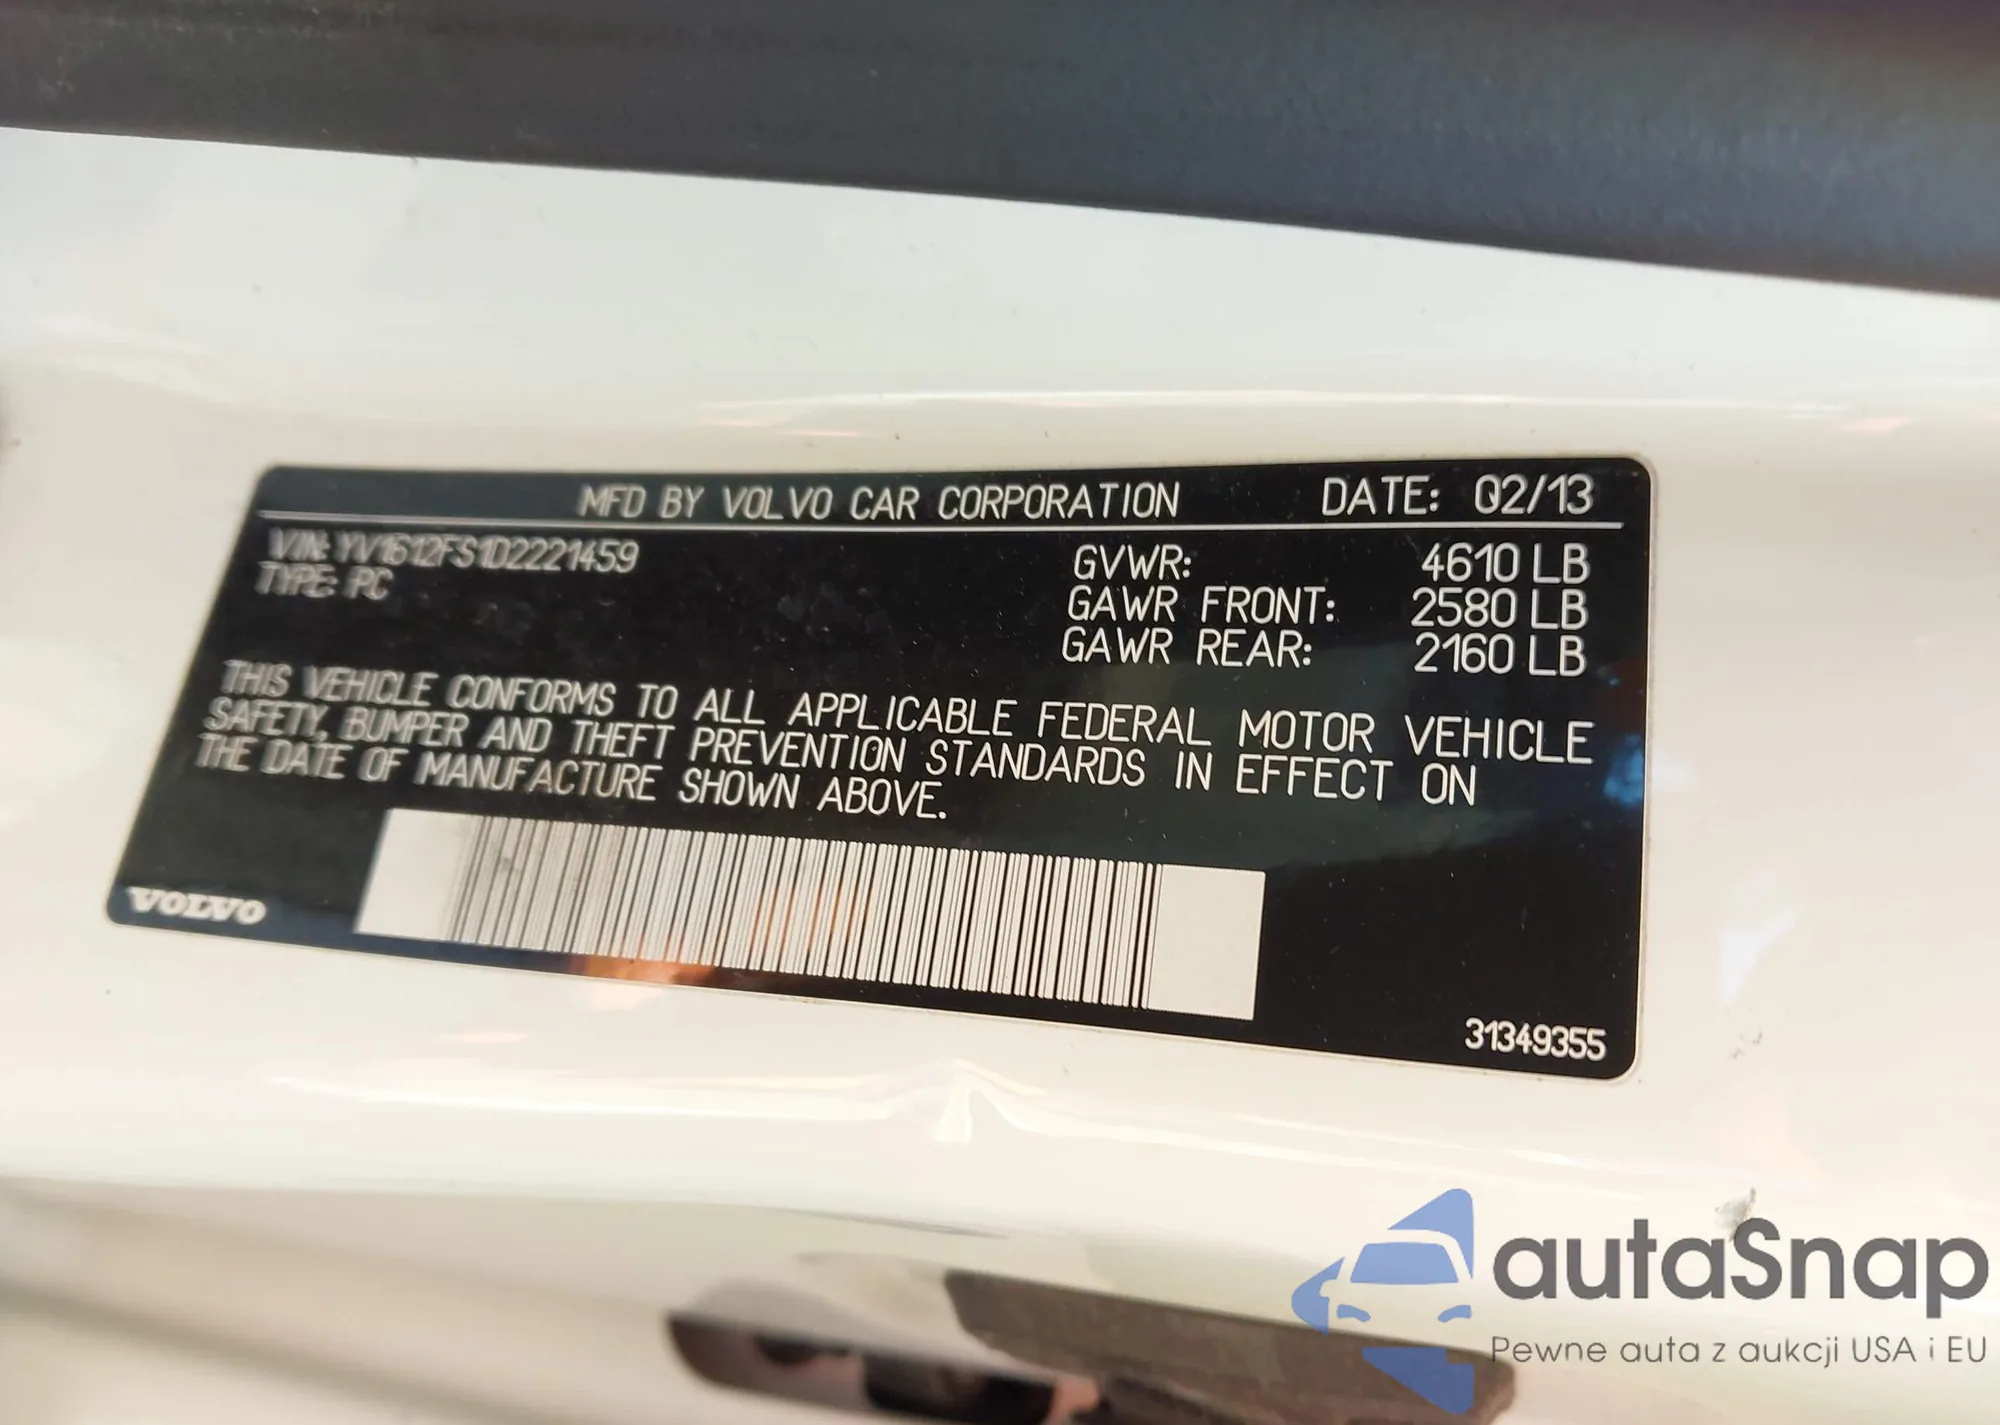 MFD BY VOLVO CAR CORPORATION DATE: 02/13
VIN: YV1612FS1D2221459 GVWR: 4610 LB
TYPE: PC GAWR FRONT: 2580 LB
GAWR REAR: 2160 LB
THIS VEHICLE CONFORMS TO ALL APPLICABLE FEDERAL MOTOR VEHICLE
SAFETY, BUMPER AND THEFT PREVENTION STANDARDS IN EFFECT ON
THE DATE OF MANUFACTURE SHOWN ABOVE.
VOLVO
31349355
autaSnap
Pewne auta z aukcji USA i EU